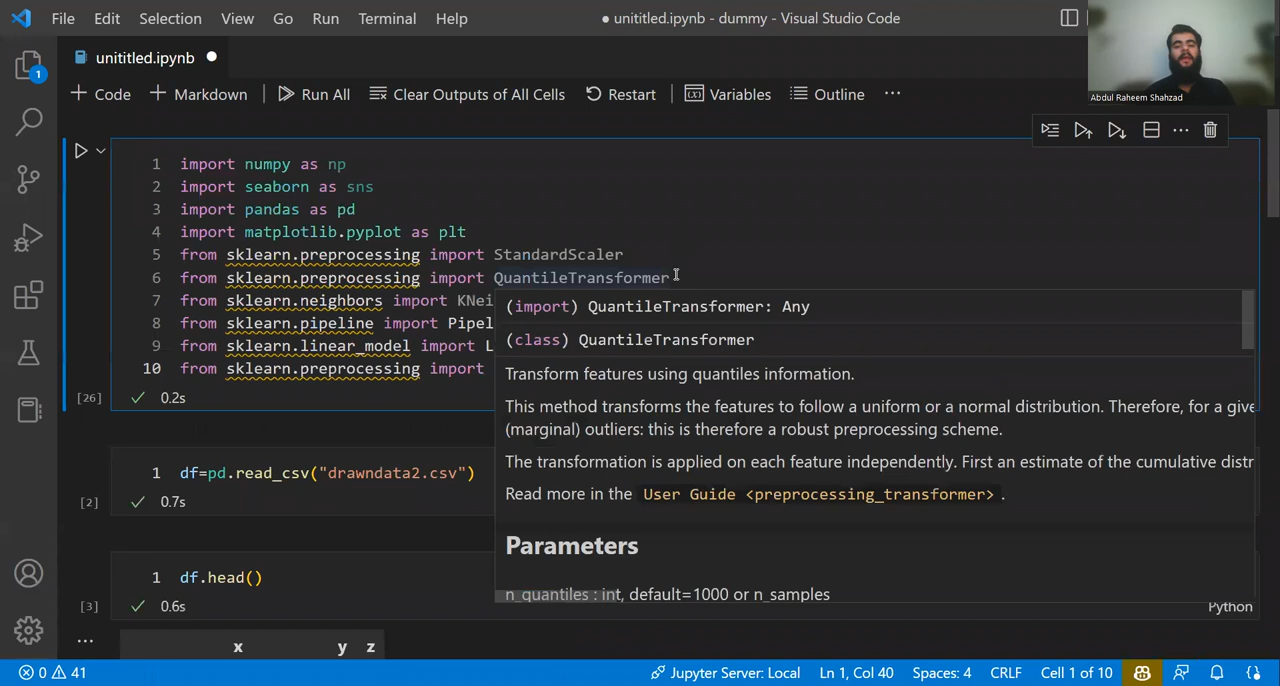 File Edit Selection View Go Run Terminal Help ● unititled.ipynb - dummy - Visual Studio Code
unititled.ipynb ●
1
+ Code + Markdown | Run All Clear Outputs of All Cells Restart | Variables Outline ...
Abdul Raheem Shahzad
1 import numpy as np
2 import seaborn as sns
3 import pandas as pd
4 import matplotlib.pyplot as plt
5 from sklearn.preprocessing import StandardScaler
6 from sklearn.preprocessing import QuantileTransformer
7 from sklearn.neighbors import KNei
8 from sklearn.pipeline import Pipel
9 from sklearn.linear_model import L
10 from sklearn.preprocessing import
[26] ✓ 0.2s
(import) QuantileTransformer: Any
(class) QuantileTransformer
Transform features using quantiles information.
This method transforms the features to follow a uniform or a normal distribution. Therefore, for a give
(marginal) outliers: this is therefore a robust preprocessing scheme.
The transformation is applied on each feature independently. First an estimate of the cumulative distr
Read more in the User Guide <preprocessing_transformer> .
Parameters
n_quantiles : int, default=1000 or n_samples
1 df=pd.read_csv("drawndata2.csv")
[2] ✓ 0.7s
1 df.head()
[3] ✓ 0.6s
Python
... x y z
0 41 Jupyter Server: Local Ln 1, Col 40 Spaces: 4 CRLF Cell 1 of 10